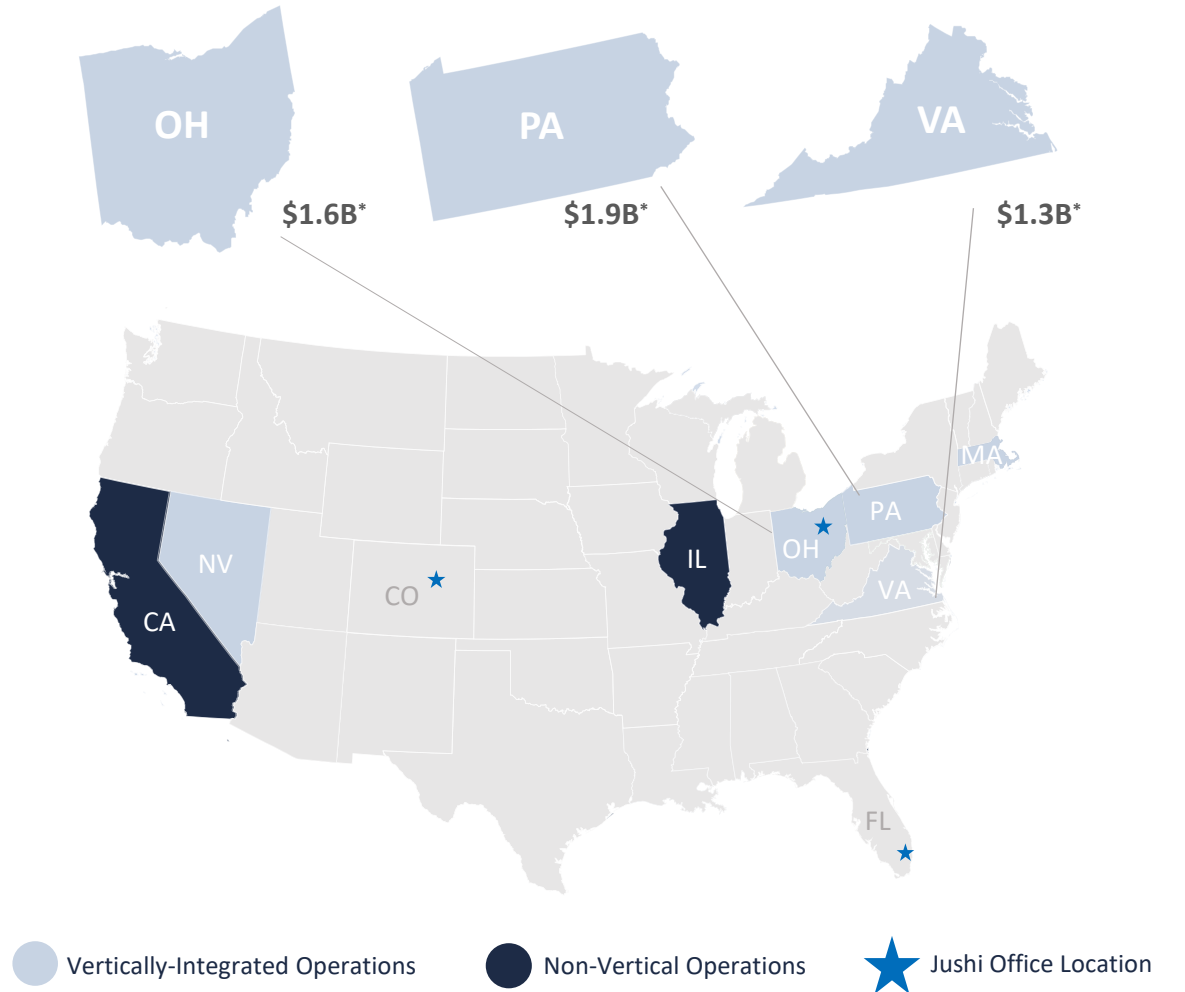 OH
PA
VA
$1.6B*
$1.9B*
$1.3B*
MA
PA
OH
NV
IL
CO
VA
CA
FL
Vertically-Integrated Operations
Non-Vertical Operations
Jushi Office Location